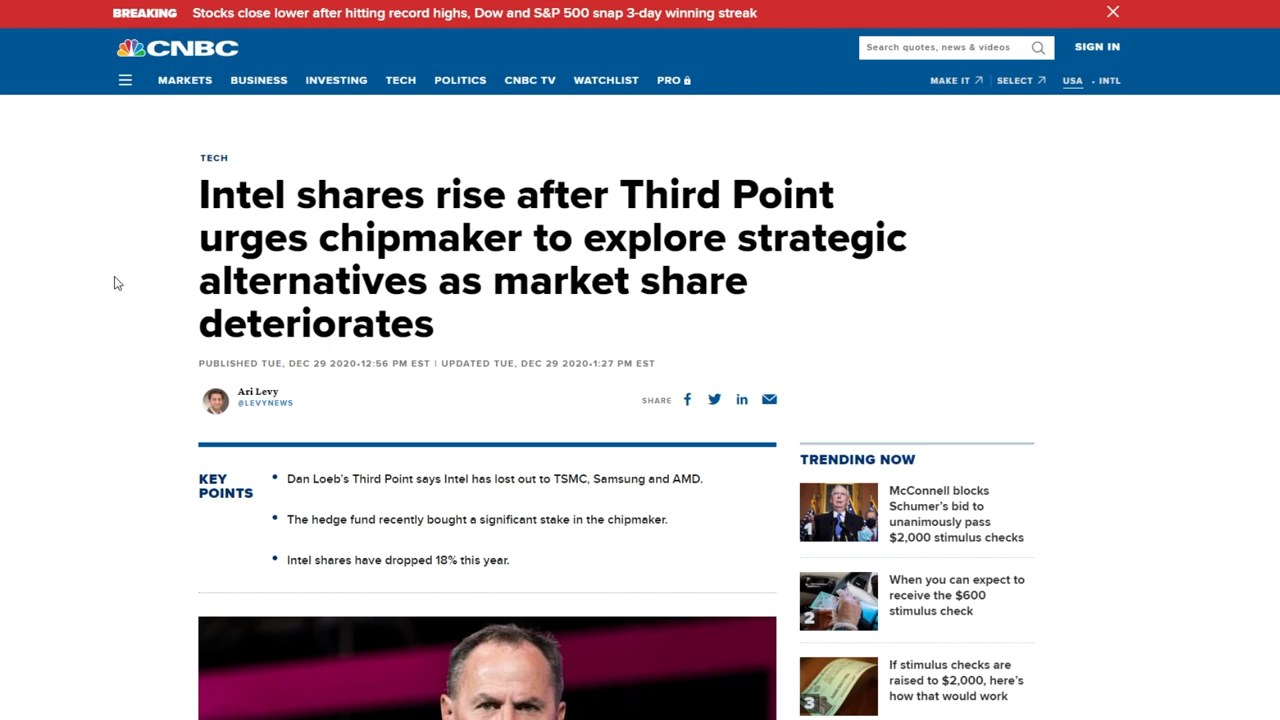 BREAKING Stocks close lower after hitting record highs, Dow and S&P 500 snap 3-day winning streak
CNBC
Search quotes, news & videos
SIGN IN
MARKETS BUSINESS INVESTING TECH POLITICS CNBC TV WATCHLIST PRO
MAKE IT SELECT USA • INTL
TECH
Intel shares rise after Third Point
urges chipmaker to explore strategic
alternatives as market share
deteriorates
PUBLISHED TUE, DEC 29 2020•12:56 PM EST | UPDATED TUE, DEC 29 2020•1:27 PM EST
Ari Levy
@LEVYNEWS
SHARE
KEY
POINTS
• Dan Loeb's Third Point says Intel has lost out to TSMC, Samsung and AMD.
• The hedge fund recently bought a significant stake in the chipmaker.
• Intel shares have dropped 18% this year.
TRENDING NOW
1
McConnell blocks
Schumer's bid to
unanimously pass
$2,000 stimulus checks
2
When you can expect to
receive the $600
stimulus check
3
If stimulus checks are
raised to $2,000, here's
how that would work